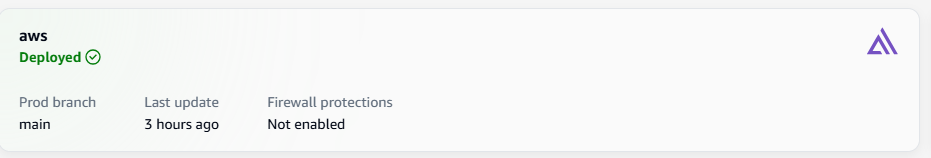 aws
Deployed
Prod branch
Last update
Firewall protections
main
3 hours ago
Not enabled